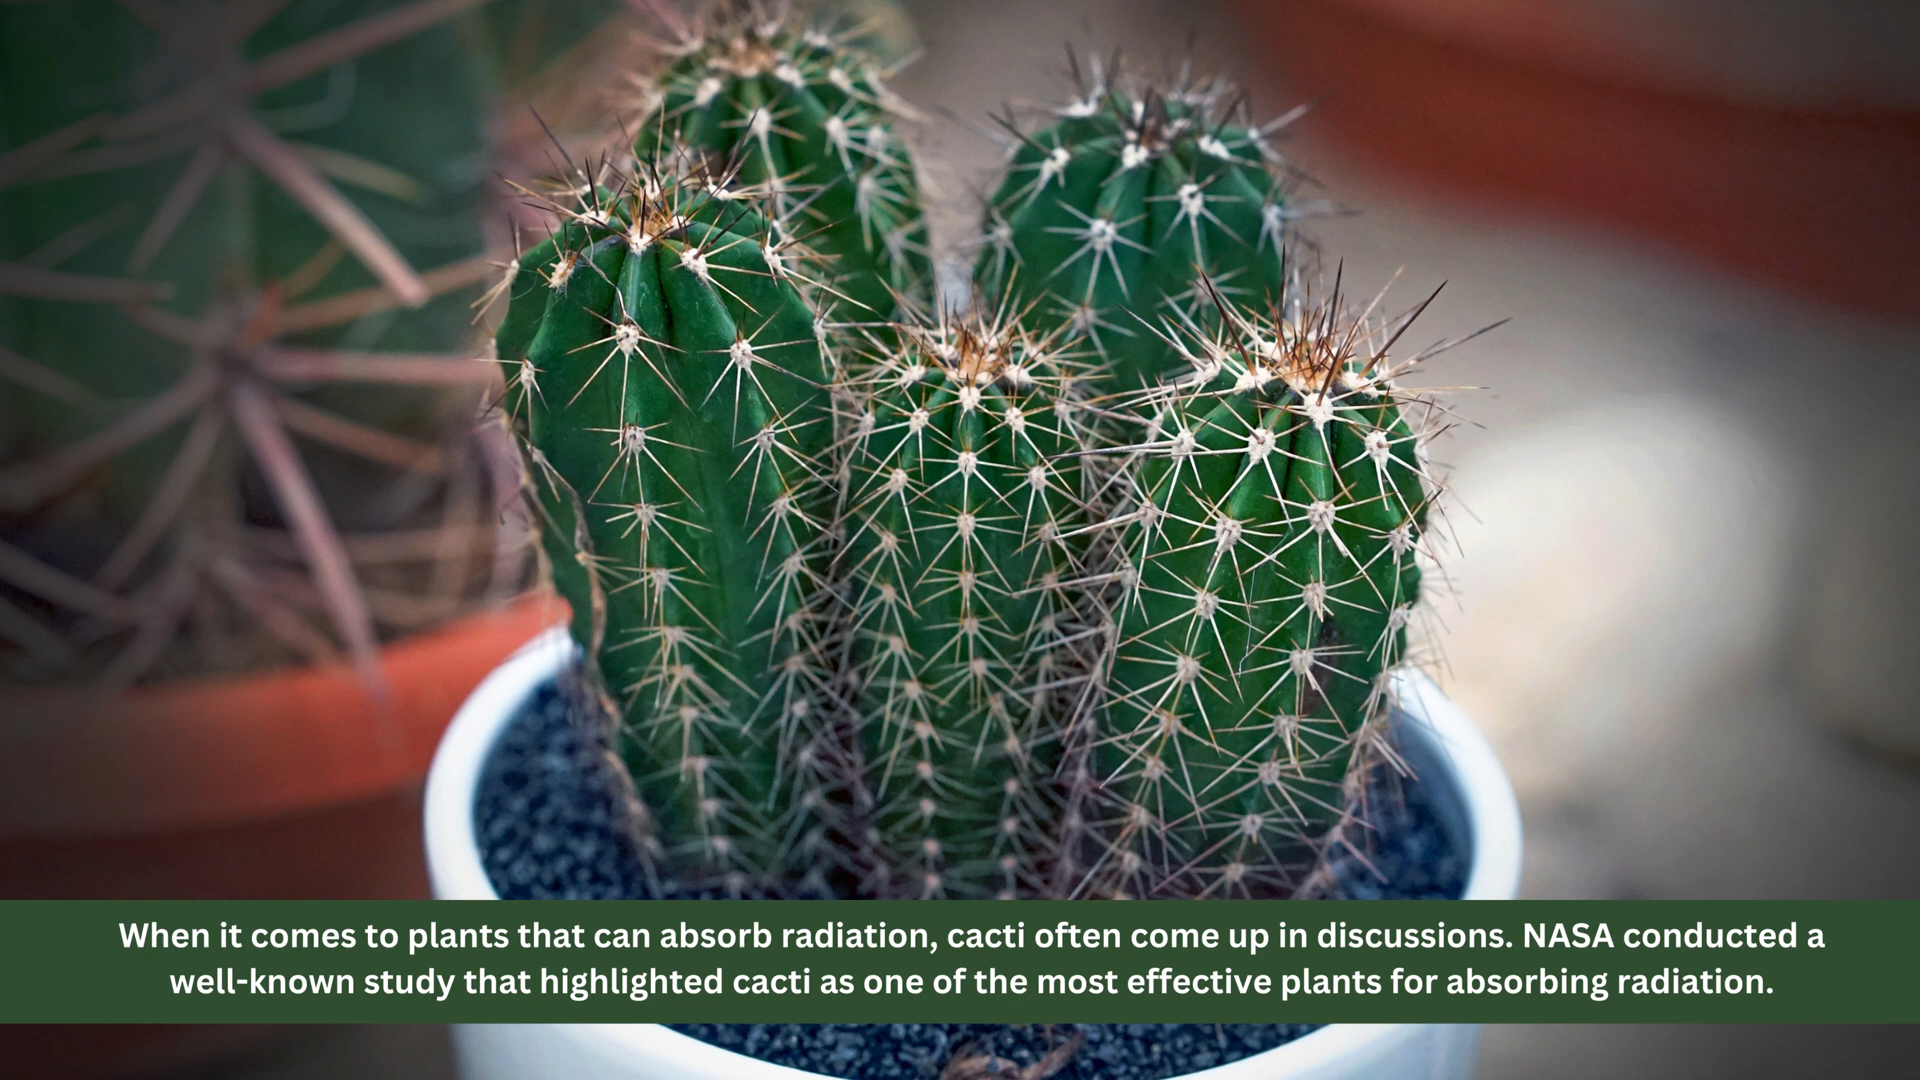 When it comes to plants that can absorb radiation, cacti often come up in discussions. NASA conducted a
well-known study that highlighted cacti as one of the most effective plants for absorbing radiation.